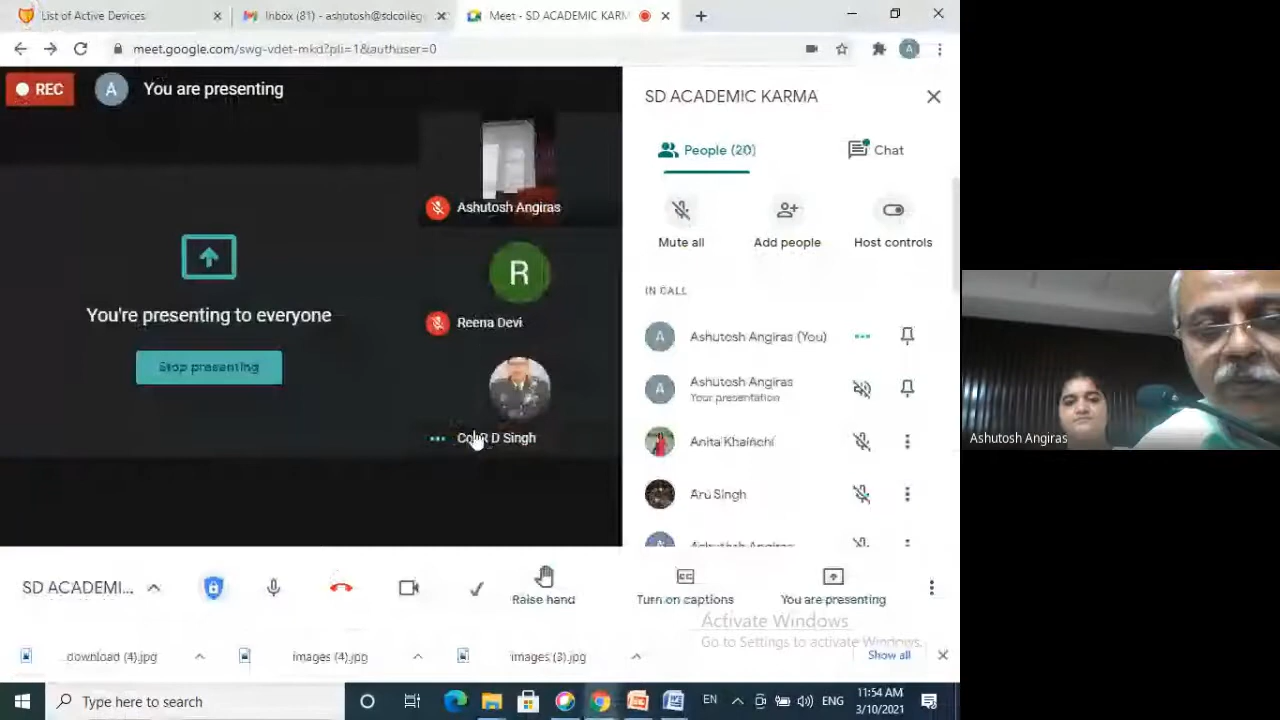 List of Active Devices
Inbox (81) - ashutosh@sdcolleg
Meet - SD ACADEMIC KARM
meet.google.com/swg-vdet-mkd?pli=1&authuser=0
A
REC
A
You are presenting
SD ACADEMIC KARMA
People (20)
Chat
Ashutosh Angiras
Mute all
Add people
Host controls
R
Reena Devi
IN CALL
You're presenting to everyone
Stop presenting
A
Ashutosh Angiras (You)
A
Ashutosh Angiras
Your presentation
Col R D Singh
Anita Khainchi
Aru Singh
Ashutosh Angiras
Ashutosh Angiras
SD ACADEMI...
Raise hand
Turn on captions
You are presenting
Activate Windows
Go to Settings to activate Windows.
download (4).jpg
images (4).jpg
images (3).jpg
Show all
Type here to search
EN
ENG
11:54 AM
3/10/2021